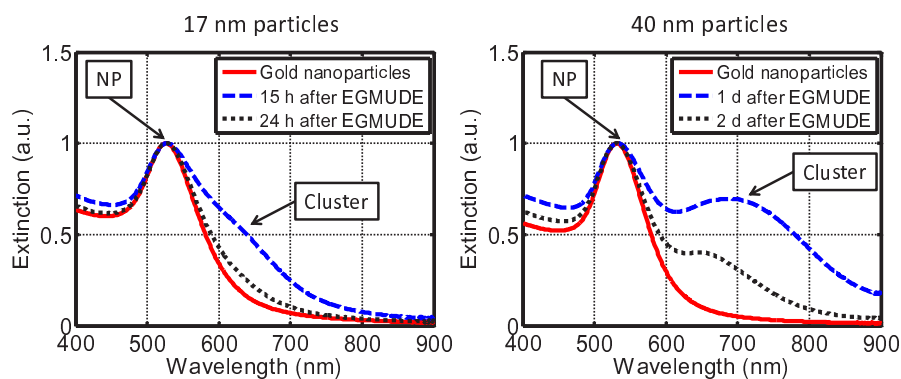 17 nm particles
1.5
1
0.5
0
Extinction (a.u.)
NP
Gold nanoparticles
15 h after EGMUDE
24 h after EGMUDE
Cluster
400 500 600 700 800 900
Wavelength (nm)
40 nm particles
1.5
1
0.5
0
Extinction (a.u.)
NP
Gold nanoparticles
1 d after EGMUDE
2 d after EGMUDE
Cluster
400 500 600 700 800 900
Wavelength (nm)